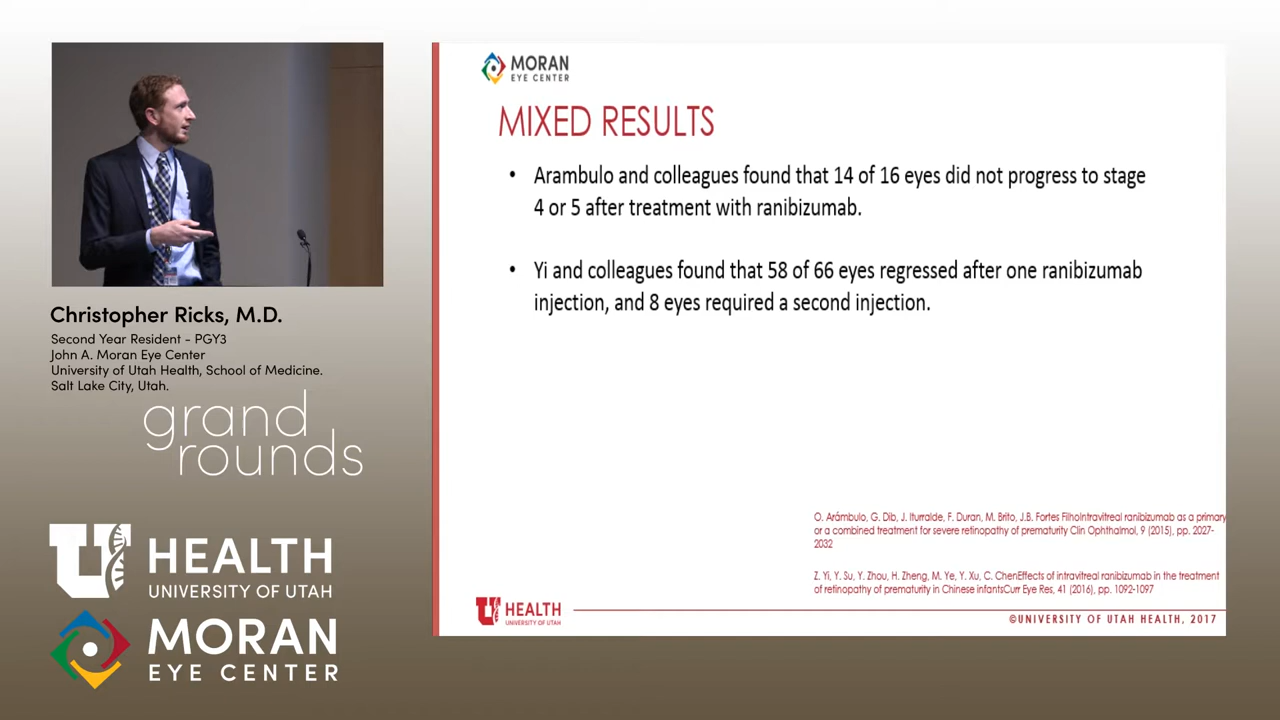 Christopher Ricks, M.D.
Second Year Resident - PGY3
John A. Moran Eye Center
University of Utah Health, School of Medicine.
Salt Lake City, Utah.
grand
rounds
U HEALTH
UNIVERSITY OF UTAH
MORAN
EYE CENTER
MORAN
EYE CENTER
MIXED RESULTS
• Arambulo and colleagues found that 14 of 16 eyes did not progress to stage
4 or 5 after treatment with ranibizumab.
• Yi and colleagues found that 58 of 66 eyes regressed after one ranibizumab
injection, and 8 eyes required a second injection.
O. Arámbulo, G. Dib, J. Iturralde, F. Duran, M. Brito, J.B. Fortes FilhoIntravitreal ranibizumab as a primary
or a combined treatment for severe retinopathy of prematurity Clin Ophthalmol, 9 (2015), pp. 2027-
2032
Z. Yi, Y. Su, Y. Zhou, H. Zheng, M. Ye, Y. Xu, C. ChenEffects of intravitreal ranibizumab in the treatment
of retinopathy of prematurity in Chinese infantsCurr Eye Res, 41 (2016), pp. 1092-1097
U HEALTH
UNIVERSITY OF UTAH
©UNIVERSITY OF UTAH HEALTH, 2017